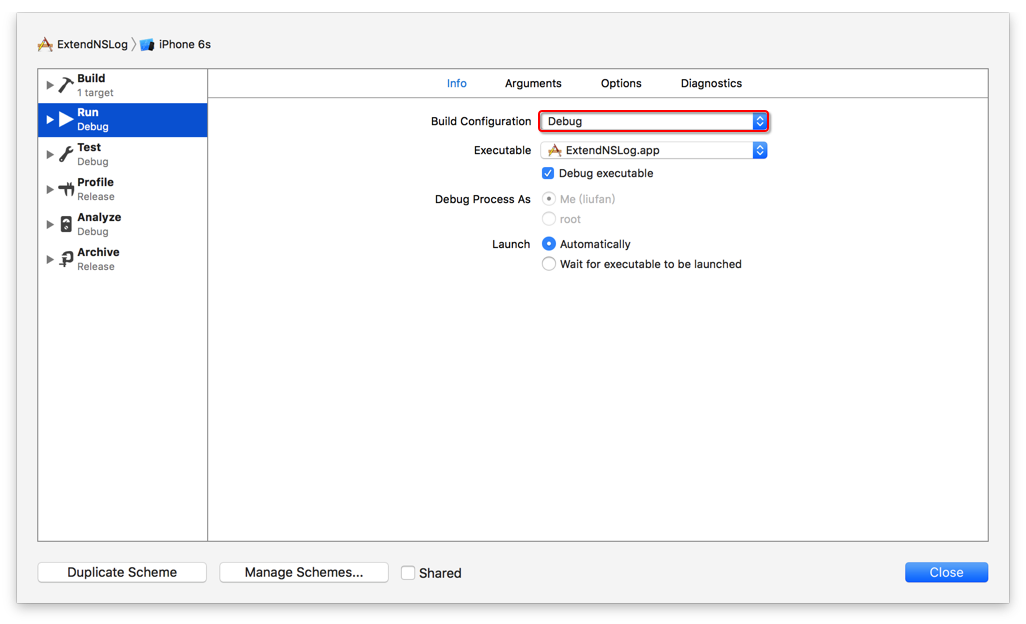 ExtendNSLog iPhone 6s
Build
1 target
Run
Debug
Test
Debug
Profile
Release
Analyze
Debug
Archive
Release
Info Arguments Options Diagnostics
Build Configuration Debug
Executable ExtendNSLog.app
Debug executable
Debug Process As Me (liufan)
root
Launch Automatically
Wait for executable to be launched
Duplicate Scheme Manage Schemes... Shared Close